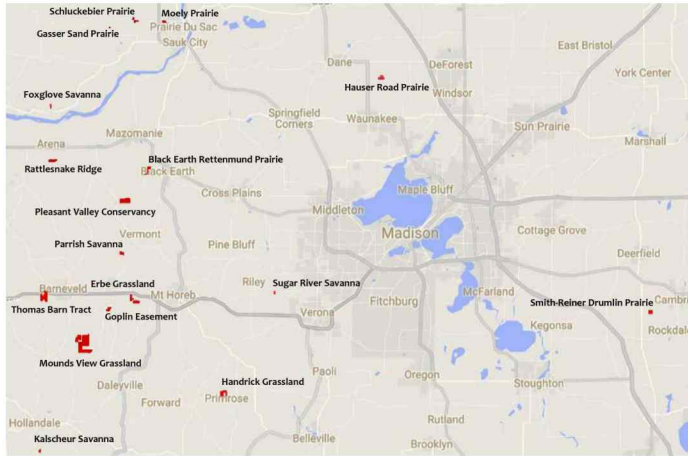 Schluckebier Prairie
Moely Prairie
Prairie Du Sac
Gasser Sand Prairie
Sauk City
East Bristol
Dane
DeForest
York Center
Hauser Road Prairie
Windsor
Foxglove Savanna
Springfield
Corners
Waunakee
Sun Prairie
Mazomanie
Marshall
Arena
Black Earth Rettenmund Prairie
Rattlesnake Ridge
Black Earth
Maple Bluff
Cross Plains
Pleasant Valley Conservancy
Middleton
Madison
Vermont
Cottage Grove
Parrish Savanna
Pine Bluff
Deerfield
Barneveld
Erbe Grassland
Mt Horeb
Riley
Sugar River Savanna
McFarland
Smith-Reiner Drumlin Prairie
Cambri
Thomas Barn Tract
Goplin Easement
Verona
Fitchburg
Kegonsa
Rockdale
Mounds View Grassland
Paoli
Oregon
Daleyville
Handrick Grassland
Stoughton
Forward
Primrose
Hollandale
Rutland
Kalscheur Savanna
Belleville
Brooklyn